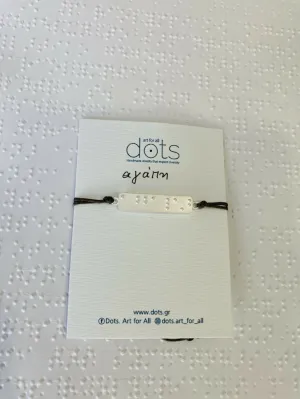 art for all
dots
αγάπη
www.dots.gr
Dots. Art for All dots.art_for_all